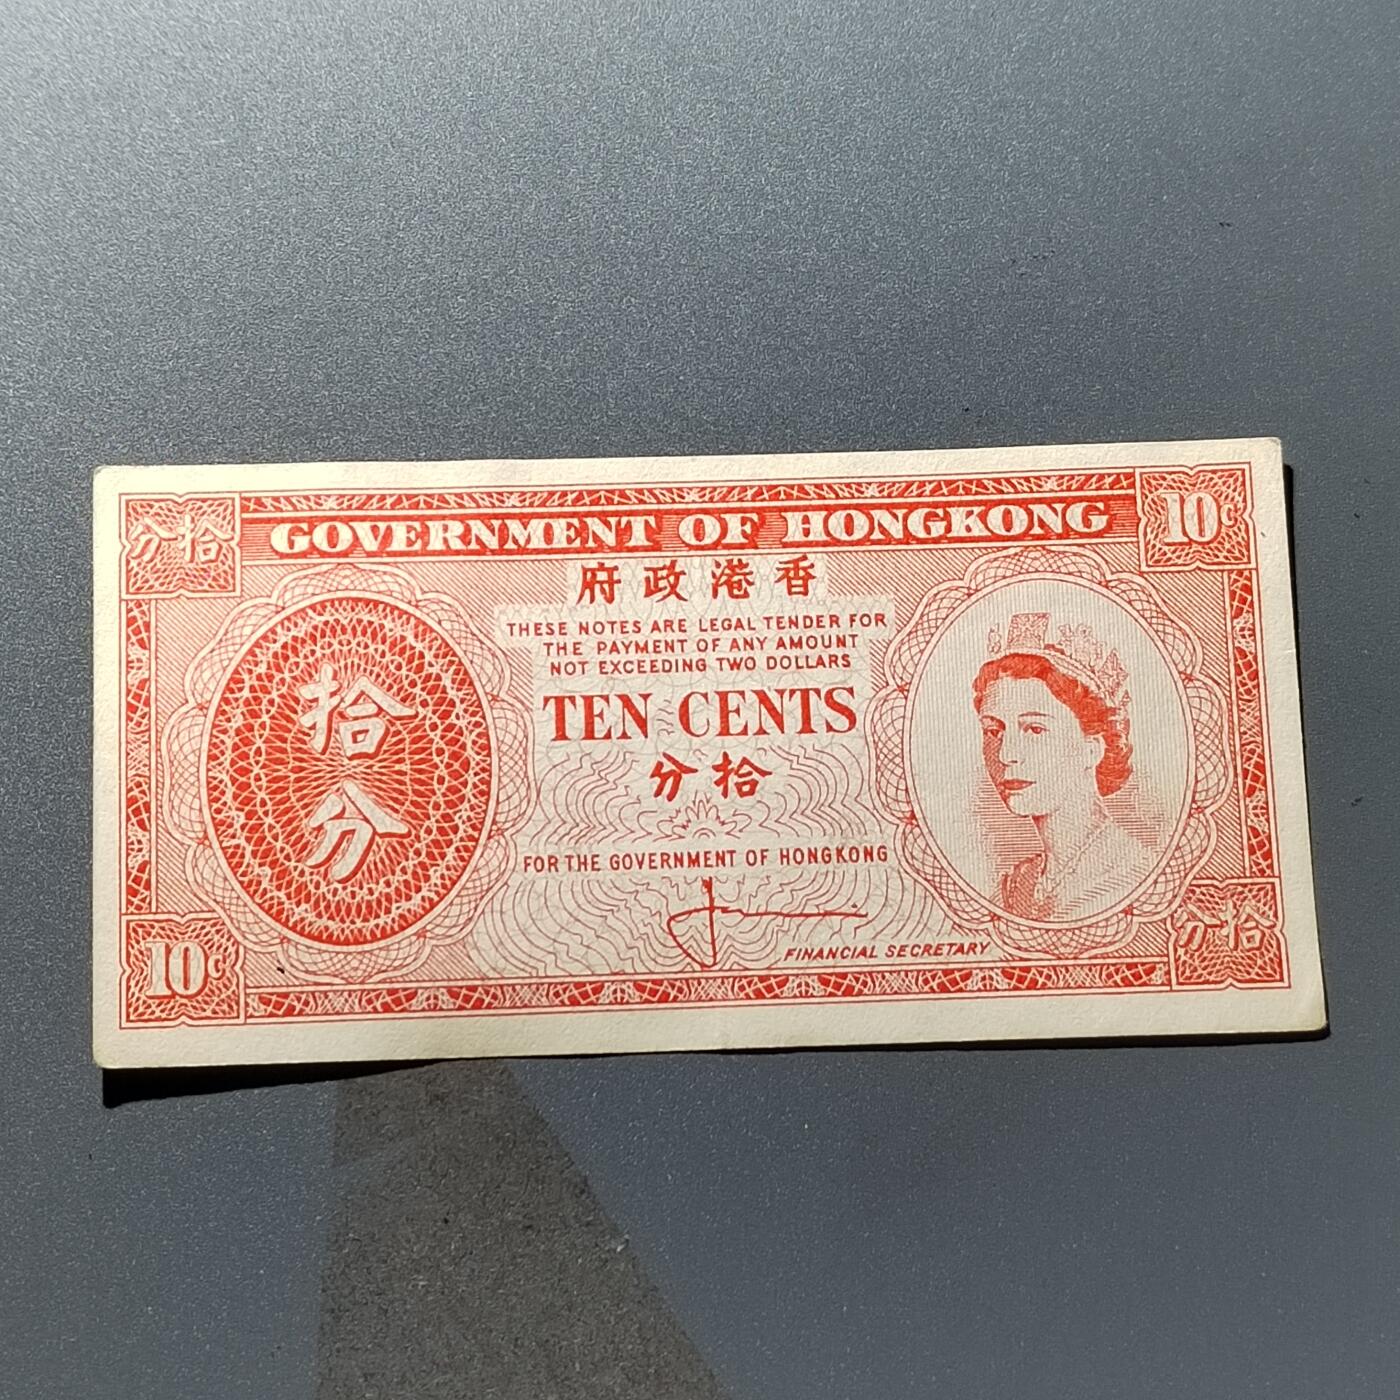 分拾
GOVERNMENT OF HONGKONG
10c
府政港香
THESE NOTES ARE LEGAL TENDER FOR
THE PAYMENT OF ANY AMOUNT
NOT EXCEEDING TWO DOLLARS
TEN CENTS
分拾
拾
分
FOR THE GOVERNMENT OF HONGKONG
FINANCIAL SECRETARY
10c
分拾